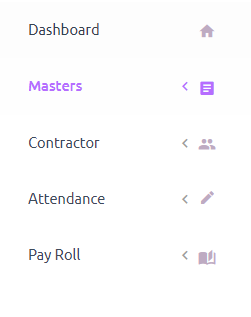 Dashboard
Masters
Contractor
Attendance
Pay Roll